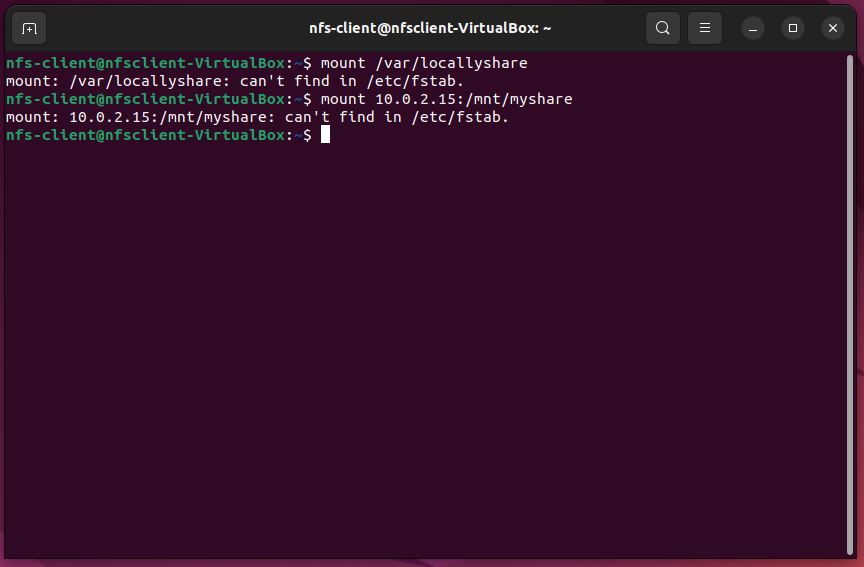 nfs-client@nfsclient-VirtualBox: ~
nfs-client@nfsclient-VirtualBox:~$ mount /var/locallyshare
mount: /var/locallyshare: can't find in /etc/fstab.
nfs-client@nfsclient-VirtualBox:~$ mount 10.0.2.15:/mnt/myshare
mount: 10.0.2.15:/mnt/myshare: can't find in /etc/fstab.
nfs-client@nfsclient-VirtualBox:~$